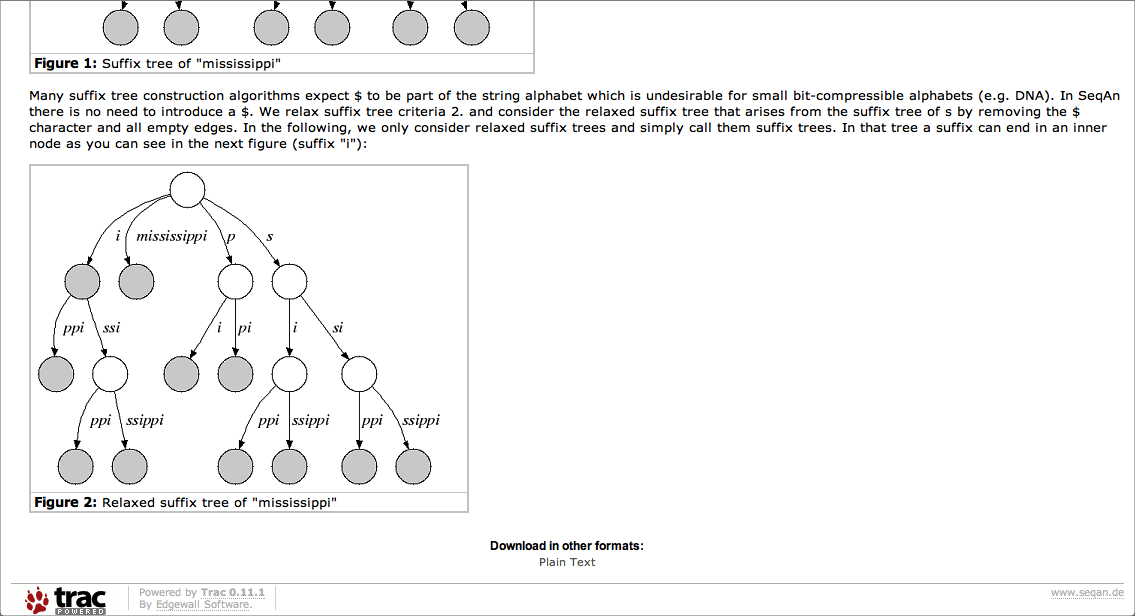 Figure 1: Suffix tree of "mississippi"
Many suffix tree construction algorithms expect $ to be part of the string alphabet which is undesirable for small bit-compressible alphabets (e.g. DNA). In SeqAn
there is no need to introduce a $. We relax suffix tree criteria 2. and consider the relaxed suffix tree that arises from the suffix tree of s by removing the $
character and all empty edges. In the following, we only consider relaxed suffix trees and simply call them suffix trees. In that tree a suffix can end in an inner
node as you can see in the next figure (suffix "i"):
i mississippi p s
ppi ssi i pi i si
ppi ssippi ppi ssippi ppi ssippi
Figure 2: Relaxed suffix tree of "mississippi"
Download in other formats:
Plain Text
trac
POWERED
Powered by Trac 0.11.1
By Edgewall Software.
www.seqan.de